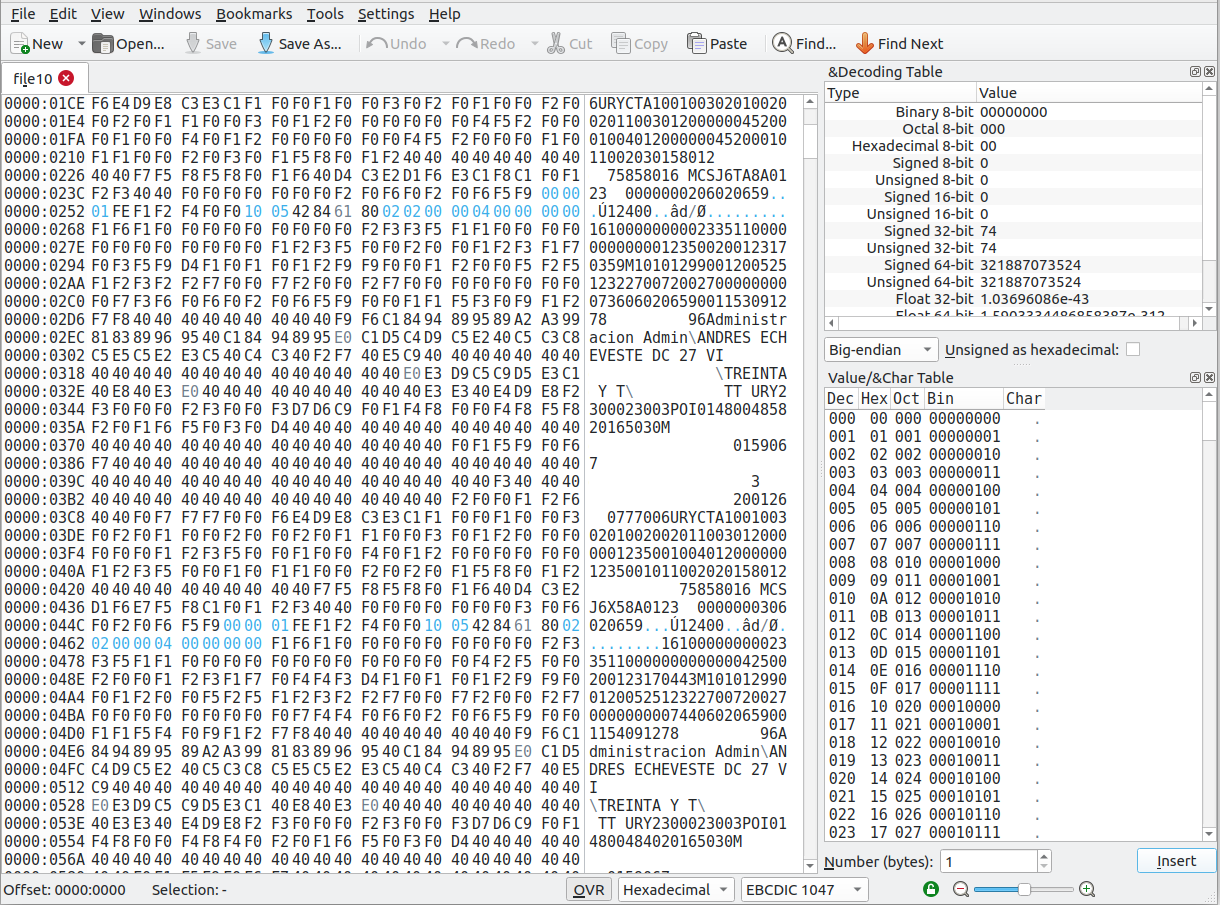 File Edit View Windows Bookmarks Tools Settings Help
New Open... Save Save As... Undo Redo Cut Copy Paste Find... Find Next
file10
0000:01CE F6 E4 D9 E8 C3 E3 C1 F1 F0 F0 F1 F0 F0 F3 F0 F2 F0 F1 F0 F0 F2 F0 6URYCTA100100302010020
0000:01E4 F0 F2 F0 F1 F1 F0 F0 F3 F0 F1 F2 F0 F0 F0 F0 F0 F0 F4 F5 F2 F0 F0 0201100301200000045200
0000:01FA F0 F1 F0 F0 F4 F0 F1 F2 F0 F0 F0 F0 F0 F0 F4 F5 F2 F0 F0 F0 F1 F0 0100401200000045200010
0000:0210 F1 F1 F0 F0 F2 F0 F3 F0 F1 F5 F8 F0 F1 F2 40 40 40 40 40 40 40 40 11002030158012
0000:0226 40 40 F7 F5 F8 F5 F8 F0 F1 F6 40 D4 C3 E2 D1 F6 E3 C1 F8 C1 F0 F1 75858016 MCSJ6TA8A01
0000:023C F2 F3 40 40 F0 F0 F0 F0 F0 F0 F0 F2 F0 F6 F0 F2 F0 F6 F5 F9 00 00 23 0000000206020659..
0000:0252 01 FE F1 F2 F4 F0 F0 10 05 42 84 61 80 02 02 00 00 04 00 00 00 00 .Ú12400..âd/Ø.........
0000:0268 F1 F6 F1 F0 F0 F0 F0 F0 F0 F0 F0 F2 F3 F3 F5 F1 F1 F0 F0 F0 F0 F0 1610000000002335110000
0000:027E F0 F0 F0 F0 F0 F0 F0 F0 F1 F2 F3 F5 F0 F0 F2 F0 F0 F1 F2 F3 F1 F7 0000000012350020012317
0000:0294 F0 F3 F5 F9 D4 F1 F0 F1 F0 F1 F2 F9 F9 F0 F0 F1 F2 F0 F0 F5 F2 F5 0359M10101299001200525
0000:02AA F1 F2 F3 F2 F2 F7 F0 F0 F7 F2 F0 F0 F2 F7 F0 F0 F0 F0 F0 F0 F0 F0 1232270072002700000000
0000:02C0 F0 F7 F3 F6 F0 F6 F0 F2 F0 F6 F5 F9 F0 F0 F1 F1 F5 F3 F0 F9 F1 F2 0736060206590011530912
0000:02D6 F7 F8 40 40 40 40 40 40 40 40 40 F9 F6 C1 84 94 89 95 89 A2 A3 99 78 96Administr
0000:02EC 81 83 89 96 95 40 C1 84 94 89 95 E0 C1 D5 C4 D9 C5 E2 40 C5 C3 C8 acion Admin\ANDRES ECH
0000:0302 C5 E5 C5 E2 E3 C5 40 C4 C3 40 F2 F7 40 E5 C9 40 40 40 40 40 40 40 EVESTE DC 27 VI
0000:0318 40 40 40 40 40 40 40 40 40 40 40 40 40 40 E0 E3 D9 C5 C9 D5 E3 C1 \TREINTA
0000:032E 40 E8 40 E3 E0 40 40 40 40 40 40 40 40 40 40 E3 E3 40 E4 D9 E8 F2 Y T\ TT URY2
0000:0344 F3 F0 F0 F0 F2 F3 F0 F0 F3 D7 D6 C9 F0 F1 F4 F8 F0 F0 F4 F8 F5 F8 300023003POI0148004858
0000:035A F2 F0 F1 F6 F5 F0 F3 F0 D4 40 40 40 40 40 40 40 40 40 40 40 40 40 20165030M
0000:0370 40 40 40 40 40 40 40 40 40 40 40 40 40 40 40 40 F0 F1 F5 F9 F0 F6 015906
0000:0386 F7 40 40 40 40 40 40 40 40 40 40 40 40 40 40 40 40 40 40 40 40 40 7
0000:039C 40 40 40 40 40 40 40 40 40 40 40 40 40 40 40 40 40 40 F3 40 40 40 3
0000:03B2 40 40 40 40 40 40 40 40 40 40 40 40 40 40 40 40 F2 F0 F0 F1 F2 F6 200126
0000:03C8 40 40 F0 F7 F7 F7 F0 F0 F6 E4 D9 E8 C3 E3 C1 F1 F0 F0 F1 F0 F0 F3 0777006URYCTA1001003
0000:03DE F0 F2 F0 F1 F0 F0 F2 F0 F0 F2 F0 F1 F1 F0 F0 F3 F0 F1 F2 F0 F0 F0 0201002002011003012000
0000:03F4 F0 F0 F0 F1 F2 F3 F5 F0 F0 F1 F0 F0 F4 F0 F1 F2 F0 F0 F0 F0 F0 F0 0001235001004012000000
0000:040A F1 F2 F3 F5 F0 F0 F1 F0 F1 F1 F0 F0 F2 F0 F2 F0 F1 F5 F8 F0 F1 F2 1235001011002020158012
0000:0420 40 40 40 40 40 40 40 40 40 40 F7 F5 F8 F5 F8 F0 F1 F6 40 D4 C3 E2 75858016 MCS
0000:0436 D1 F6 E7 F5 F8 C1 F0 F1 F2 F3 40 40 F0 F0 F0 F0 F0 F0 F0 F3 F0 F6 J6X58A0123 0000000306
0000:044C F0 F2 F0 F6 F5 F9 00 00 01 FE F1 F2 F4 F0 F0 10 05 42 84 61 80 02 020659...Ú12400..âd/Ø.
0000:0462 02 00 00 04 00 00 00 00 F1 F6 F1 F0 F0 F0 F0 F0 F0 F0 F0 F0 F2 F3 ........16100000000023
0000:0478 F3 F5 F1 F1 F0 F0 F0 F0 F0 F0 F0 F0 F0 F0 F0 F0 F0 F4 F2 F5 F0 F0 3511000000000000042500
0000:048E F2 F0 F0 F1 F2 F3 F1 F7 F0 F4 F4 F3 D4 F1 F0 F1 F0 F1 F2 F9 F9 F0 200123170443M101012990
0000:04A4 F0 F1 F2 F0 F0 F5 F2 F5 F1 F2 F3 F2 F2 F7 F0 F0 F7 F2 F0 F0 F2 F7 0120052512322700720027
0000:04BA F0 F0 F0 F0 F0 F0 F0 F0 F0 F7 F4 F4 F0 F6 F0 F2 F0 F6 F5 F9 F0 F0 0000000007440602065900
0000:04D0 F1 F1 F5 F4 F0 F9 F1 F2 F7 F8 40 40 40 40 40 40 40 40 40 F9 F6 C1 1154091278 96A
0000:04E6 84 94 89 95 89 A2 A3 99 81 83 89 96 95 40 C1 84 94 89 95 E0 C1 D5 dministracion Admin\AN
0000:04FC C4 D9 C5 E2 40 C5 C3 C8 C5 E5 C5 E2 E3 C5 40 C4 C3 40 F2 F7 40 E5 DRES ECHEVESTE DC 27 V
0000:0512 C9 40 40 40 40 40 40 40 40 40 40 40 40 40 40 40 40 40 40 40 40 40 I
0000:0528 E0 E3 D9 C5 C9 D5 E3 C1 40 E8 40 E3 E0 40 40 40 40 40 40 40 40 40 \TREINTA Y T\
0000:053E 40 E3 E3 40 E4 D9 E8 F2 F3 F0 F0 F0 F2 F3 F0 F0 F3 D7 D6 C9 F0 F1 TT URY2300023003POI01
0000:0554 F4 F8 F0 F0 F4 F8 F4 F0 F2 F0 F1 F6 F5 F0 F3 F0 D4 40 40 40 40 40 4800484020165030M
0000:056A 40 40 40 40 40 40 40 40 40 40 40 40 40 40 40 40 40 40 40 40 40 40
&Decoding Table
Type Value
Binary 8-bit 00000000
Octal 8-bit 000
Hexadecimal 8-bit 00
Signed 8-bit 0
Unsigned 8-bit 0
Signed 16-bit 0
Unsigned 16-bit 0
Signed 32-bit 74
Unsigned 32-bit 74
Signed 64-bit 321887073524
Unsigned 64-bit 321887073524
Float 32-bit 1.03696086e-43
Float 64-bit 1.5903334486858387e-312
Big-endian Unsigned as hexadecimal:
Value/&Char Table
Dec Hex Oct Bin Char
000 00 000 00000000 .
001 01 001 00000001 .
002 02 002 00000010 .
003 03 003 00000011 .
004 04 004 00000100 .
005 05 005 00000101 .
006 06 006 00000110 .
007 07 007 00000111 .
008 08 010 00001000 .
009 09 011 00001001 .
010 0A 012 00001010 .
011 0B 013 00001011 .
012 0C 014 00001100 .
013 0D 015 00001101 .
014 0E 016 00001110 .
015 0F 017 00001111 .
016 10 020 00010000 .
017 11 021 00010001 .
018 12 022 00010010 .
019 13 023 00010011 .
020 14 024 00010100 .
021 15 025 00010101 .
022 16 026 00010110 .
023 17 027 00010111 .
Number (bytes): 1 Insert
Offset: 0000:0000 Selection: - OVR Hexadecimal EBCDIC 1047